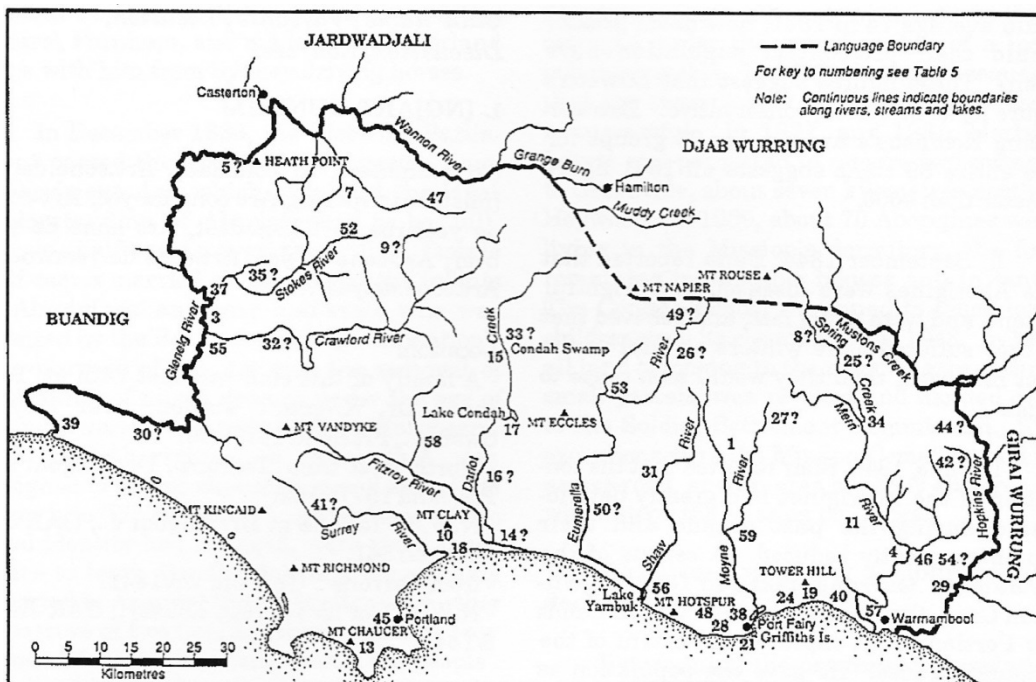 JARDWADJALI
Language Boundary
For key to numbering see Table 5
Note: Continuous lines indicate boundaries
along rivers, streams and lakes.
Casterton
Wannon River
Grange Burn
DJAB WURRUNG
5?
HEATH POINT
7
47
Hamilton
Muddy Creek
52
9?
35?
Stokes River
37
MT ROUSE
MT NAPIER
BUANDIG
3
Glenelg River
55
32?
Crawford River
33?
15
Creek
Condah Swamp
49?
26?
River
8?
Spring
Creek
25?
Mustons Creek
53
39
30?
MT VANDYKE
58
Lake Condah
17
MT ECCLES
27?
Merri
34
44?
1
River
River
31
42?
GIRAI WURRUNG
Fitzroy River
Darlot
16?
MT KINCAID
41?
Surrey
River
MT CLAY
10
18
14?
Eumeralla
50?
Shaw
Moyne
59
11
River
4
46
54?
Hopkins River
29
MT RICHMOND
TOWER HILL
24
19
40
57
Warrnambool
Lake
Yambuk
56
MT HOTSPUR
48
28
38
Port Fairy
Griffiths Is.
21
45
Portland
MT CHAUCER
13
0 5 10 15 20 25 30
Kilometres